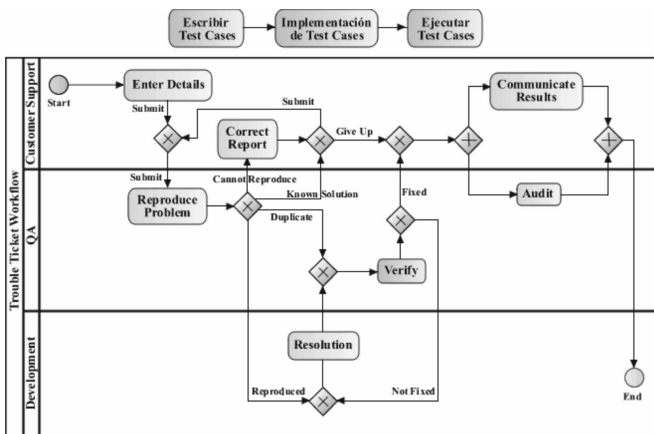 Escribir
Test Cases
Implementación
de Test Cases
Ejecutar
Test Cases
Trouble Ticket Workflow
Customer Support
Start
Enter Details
Submit
Submit
Correct
Report
Give Up
Communicate
Results
Audit
QA
Submit
Reproduce
Problem
Cannot Reproduce
Known Solution
Duplicate
Fixed
Verify
Development
Resolution
Reproduced
Not Fixed
End